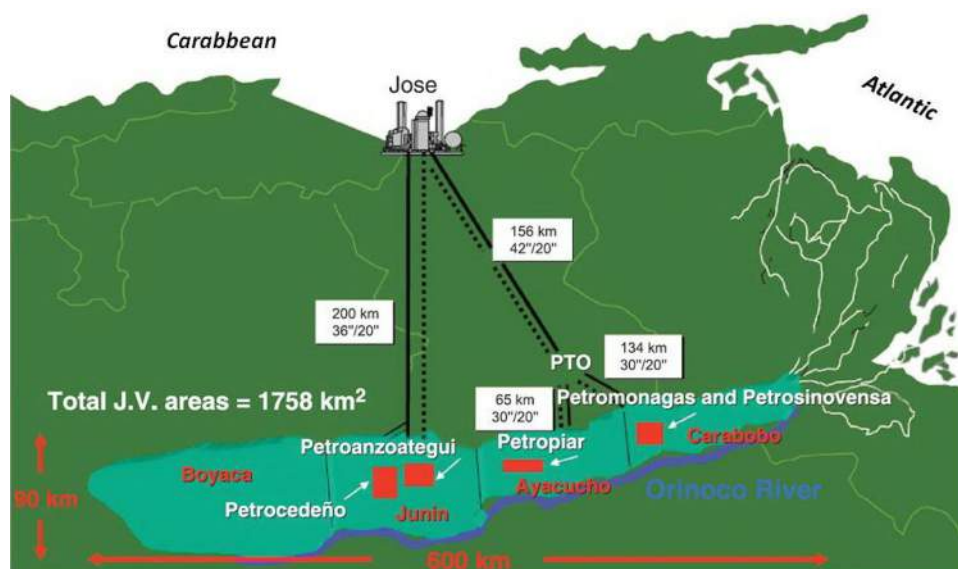 Carabbean
Jose
Atlantic
156 km
42"/20"
200 km
36"/20"
PTO
134 km
30"/20"
65 km
30"/20"
Total J.V. areas = 1758 km²
Petromonagas and Petrosinovensa
Petroanzoategui
Petropiar
Carabobo
Boyaca
Ayacucho
Orinoco River
90 km
Petrocedeño
Junin
600 km